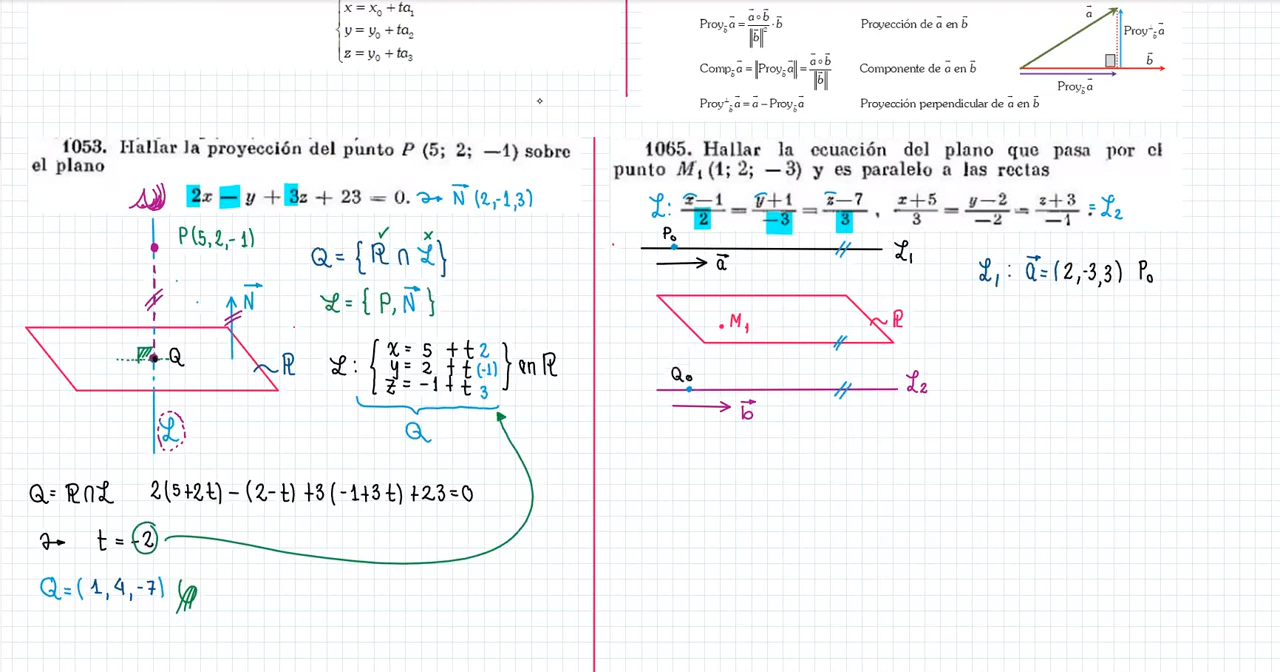 x = x₀ + ta₁
y = y₀ + ta₂
z = y₀ + ta₃
Proy_b⃗ a⃗ = (a⃗ ∘ b⃗ / ‖b⃗‖²) · b⃗ Proyección de a⃗ en b⃗
Comp_b⃗ a⃗ = ‖Proy_b⃗ a⃗‖ = a⃗ ∘ b⃗ / ‖b⃗‖ Componente de a⃗ en b⃗
Proy⊥_b⃗ a⃗ = a⃗ − Proy_b⃗ a⃗ Proyección perpendicular de a⃗ en b⃗
a⃗
Proy⊥_b⃗ a⃗
b⃗
Proy_b⃗ a⃗
1053. Hallar la proyección del punto P (5; 2; −1) sobre
el plano
2x − y + 3z + 23 = 0. N⃗ (2,-1,3)
P(5,2,-1)
Q = { ℝ ∩ ℒ }
ℒ = { P, N⃗ }
N⃗
Q
ℝ
ℒ
ℒ : { x = 5 + t 2
y = 2 + t (-1)
z = -1 + t 3 } en ℝ
Q
Q = ℝ ∩ ℒ 2(5+2t) − (2−t) + 3(−1+3t) + 23 = 0
t = -2
Q = (1, 4, -7)
1065. Hallar la ecuación del plano que pasa por el
punto M₁ (1; 2; −3) y es paralelo a las rectas
ℒ: (x−1)/2 = (y+1)/−3 = (z−7)/3 , (x+5)/3 = (y−2)/−2 = (z+3)/−1 = ℒ₂
P₀
ℒ₁
a⃗
ℒ₁ : a⃗ = (2,-3,3) P₀
M₁
ℝ
Q₀
ℒ₂
b⃗